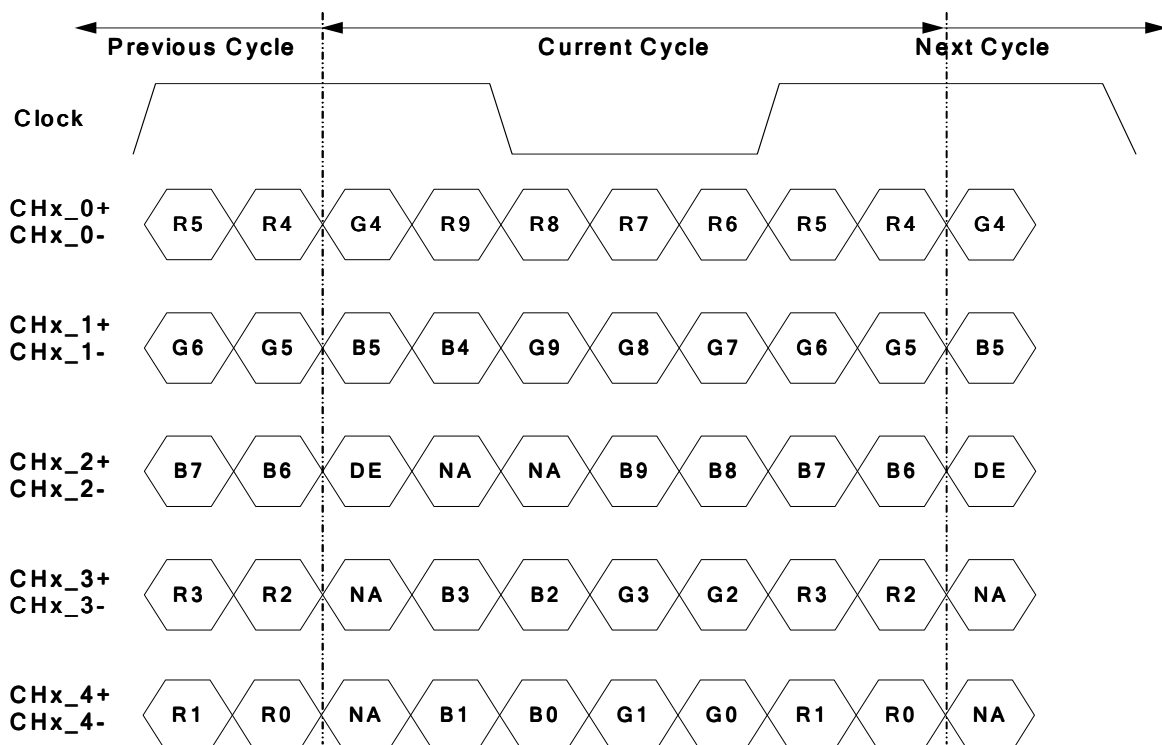 Previous Cycle Current Cycle Next Cycle
Clock
CHx_0+
CHx_0-
R5 R4 G4 R9 R8 R7 R6 R5 R4 G4
CHx_1+
CHx_1-
G6 G5 B5 B4 G9 G8 G7 G6 G5 B5
CHx_2+
CHx_2-
B7 B6 DE NA NA B9 B8 B7 B6 DE
CHx_3+
CHx_3-
R3 R2 NA B3 B2 G3 G2 R3 R2 NA
CHx_4+
CHx_4-
R1 R0 NA B1 B0 G1 G0 R1 R0 NA